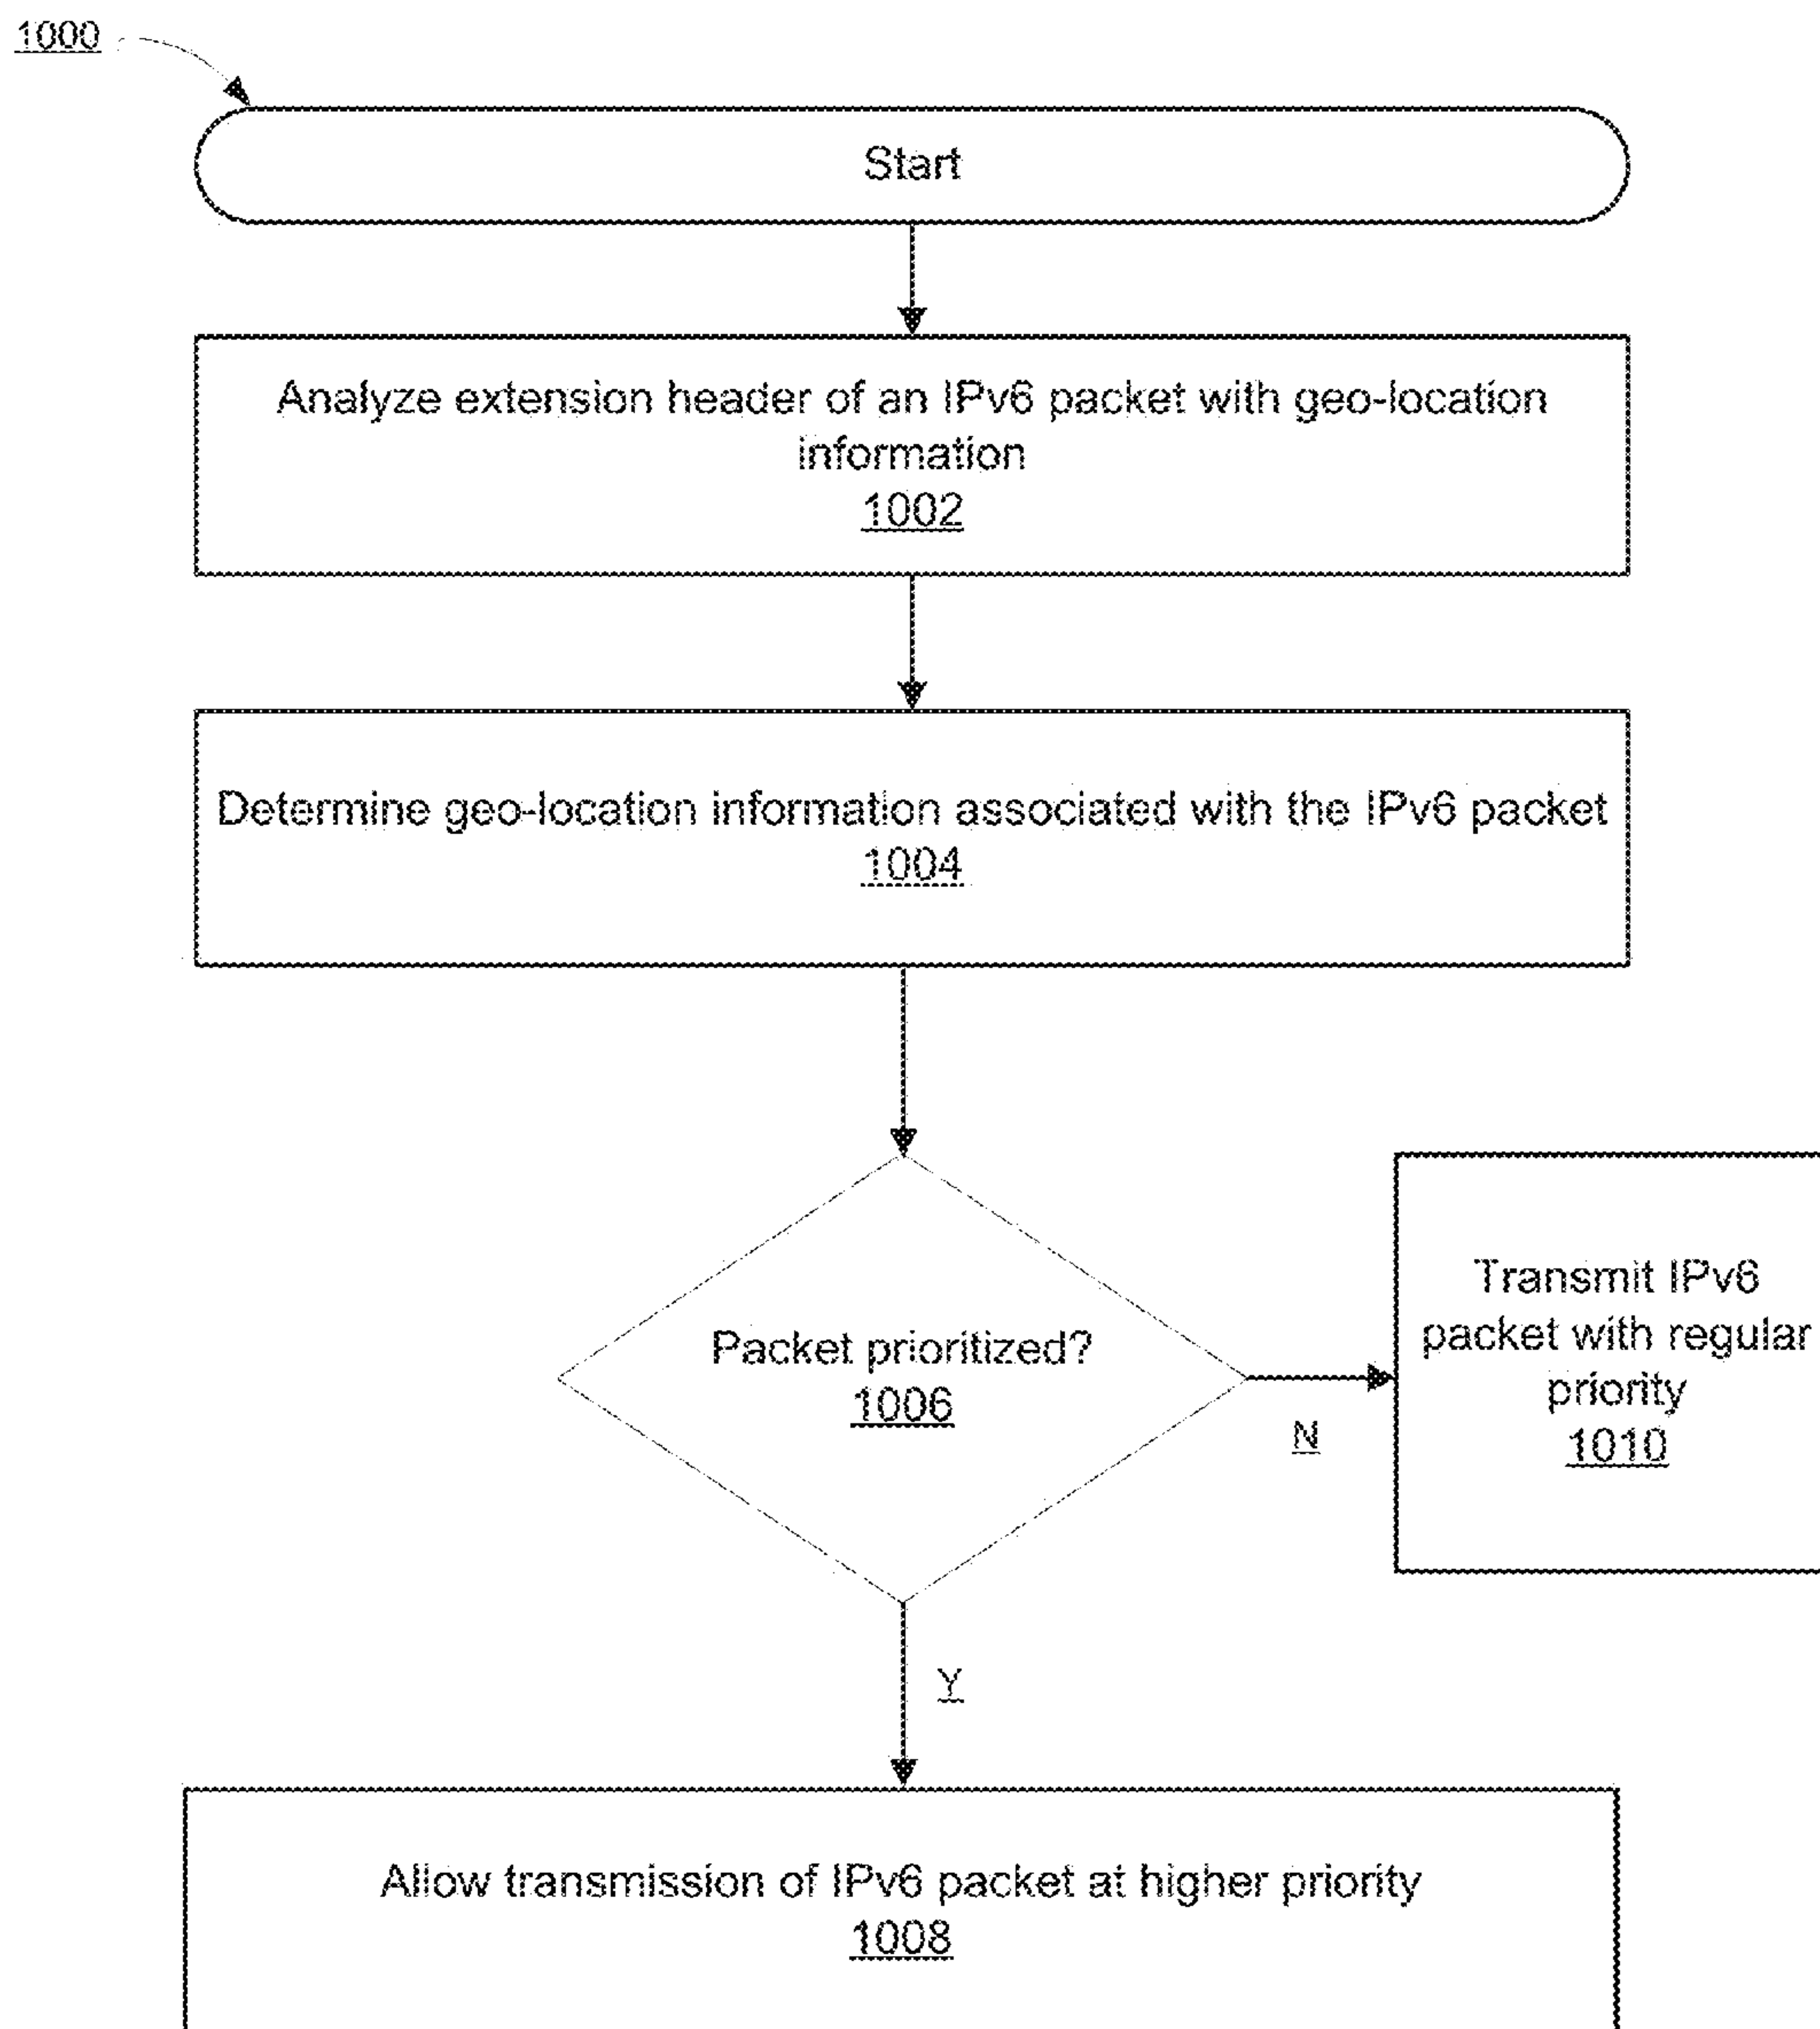 1000
Start
Analyze extension header of an IPv6 packet with geo-location
information
1002
Determine geo-location information associated with the IPv6 packet
1004
Packet prioritized?
1006
N
Transmit IPv6
packet with regular
priority
1010
Y
Allow transmission of IPv6 packet at higher priority
1008